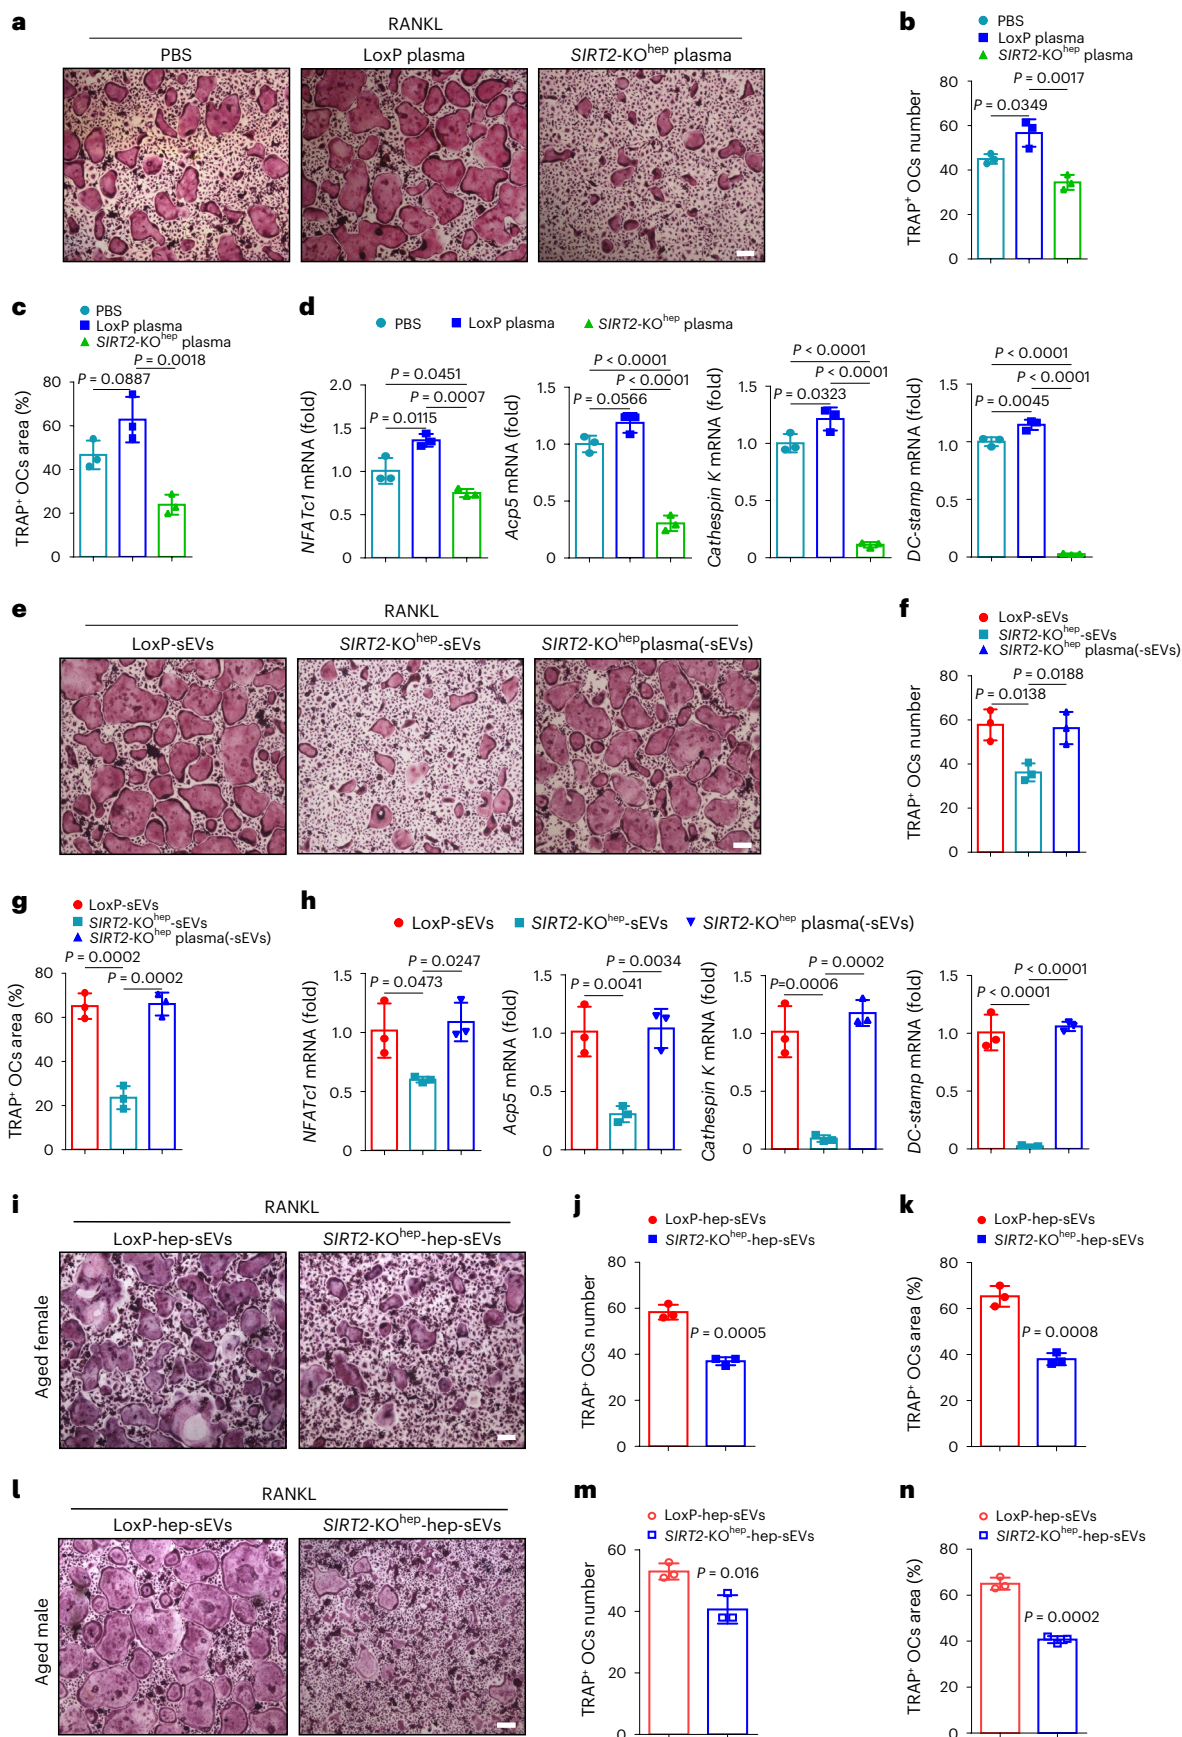 a
RANKL
PBS
LoxP plasma
SIRT2-KOhep plasma
b
PBS
LoxP plasma
SIRT2-KOhep plasma
P = 0.0017
P = 0.0349
TRAP+ OCs number
80
60
40
20
0
c
PBS
LoxP plasma
SIRT2-KOhep plasma
P = 0.0018
P = 0.0887
TRAP+ OCs area (%)
80
60
40
20
0
d
PBS
LoxP plasma
SIRT2-KOhep plasma
P = 0.0451
P = 0.0007
P = 0.0115
NFATc1 mRNA (fold)
2.0
1.5
1.0
0.5
0
P < 0.0001
P < 0.0001
P = 0.0566
Acp5 mRNA (fold)
1.5
1.0
0.5
0
P < 0.0001
P < 0.0001
P = 0.0323
Cathespin K mRNA (fold)
1.5
1.0
0.5
0
P < 0.0001
P < 0.0001
P = 0.0045
DC-stamp mRNA (fold)
1.5
1.0
0.5
0
e
RANKL
LoxP-sEVs
SIRT2-KOhep-sEVs
SIRT2-KOhepplasma(-sEVs)
f
LoxP-sEVs
SIRT2-KOhep-sEVs
SIRT2-KOhep plasma(-sEVs)
P = 0.0188
P = 0.0138
TRAP+ OCs number
80
60
40
20
0
g
LoxP-sEVs
SIRT2-KOhep-sEVs
SIRT2-KOhep plasma(-sEVs)
P = 0.0002
P = 0.0002
TRAP+ OCs area (%)
80
60
40
20
0
h
LoxP-sEVs
SIRT2-KOhep-sEVs
SIRT2-KOhep plasma(-sEVs)
P = 0.0247
P = 0.0473
NFATc1 mRNA (fold)
1.5
1.0
0.5
0
P = 0.0034
P = 0.0041
Acp5 mRNA (fold)
1.5
1.0
0.5
0
P = 0.0002
P=0.0006
Cathespin K mRNA (fold)
1.5
1.0
0.5
0
P < 0.0001
P < 0.0001
DC-stamp mRNA (fold)
1.5
1.0
0.5
0
i
RANKL
LoxP-hep-sEVs
SIRT2-KOhep-hep-sEVs
Aged female
j
LoxP-hep-sEVs
SIRT2-KOhep-hep-sEVs
P = 0.0005
TRAP+ OCs number
80
60
40
20
0
k
LoxP-hep-sEVs
SIRT2-KOhep-hep-sEVs
P = 0.0008
TRAP+ OCs area (%)
80
60
40
20
0
l
RANKL
LoxP-hep-sEVs
SIRT2-KOhep-hep-sEVs
Aged male
m
LoxP-hep-sEVs
SIRT2-KOhep-hep-sEVs
P = 0.016
TRAP+ OCs number
60
40
20
0
n
LoxP-hep-sEVs
SIRT2-KOhep-hep-sEVs
P = 0.0002
TRAP+ OCs area (%)
80
60
40
20
0